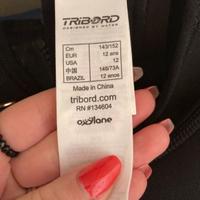 TRIBORD
DESIGNED BY WATER
Cm 143/152
EUR 12 ans
USA 12
中国 148/73A
BRAZIL 12 anos
Made in China
tribord.com
RN #134604
oxylane